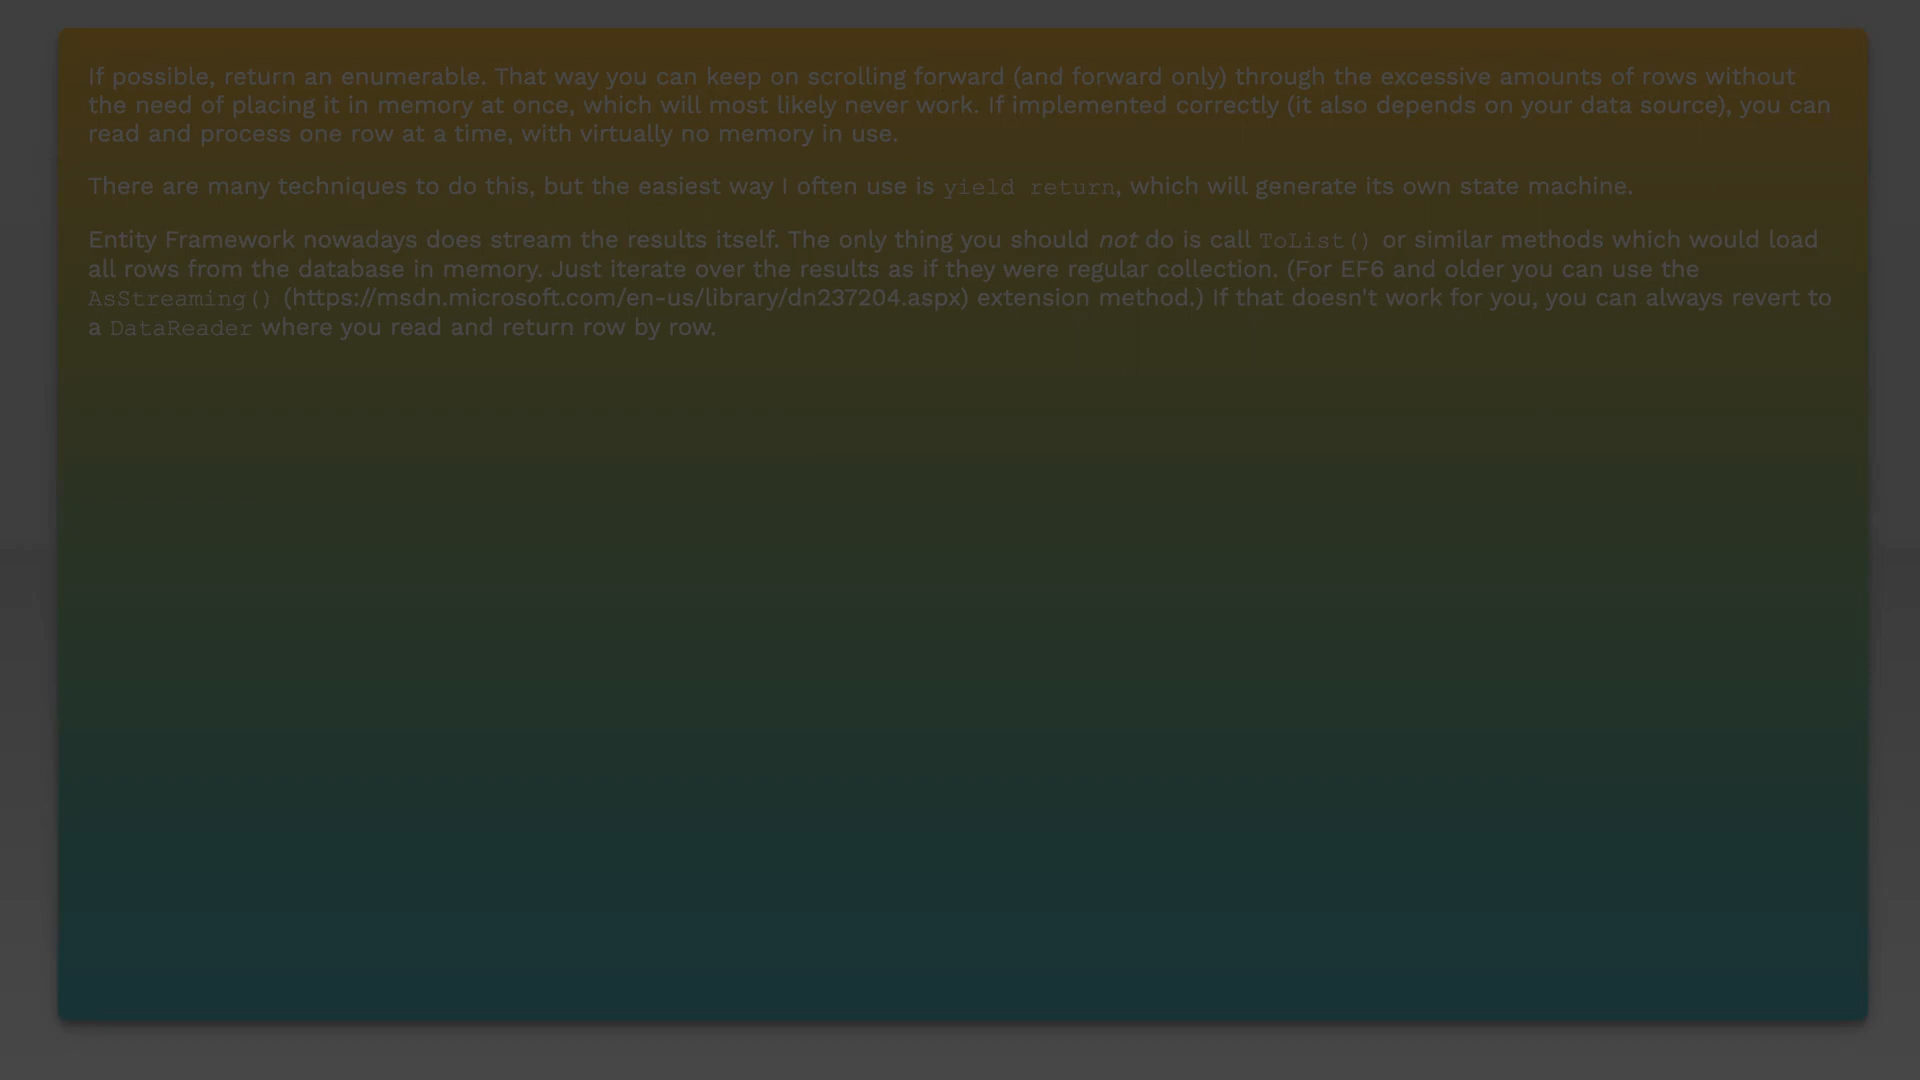 If possible, return an enumerable. That way you can keep on scrolling forward (and forward only) through the excessive amounts of rows without
the need of placing it in memory at once, which will most likely never work. If implemented correctly (it also depends on your data source), you can
read and process one row at a time, with virtually no memory in use.
There are many techniques to do this, but the easiest way I often use is yield return, which will generate its own state machine.
Entity Framework nowadays does stream the results itself. The only thing you should not do is call ToList() or similar methods which would load
all rows from the database in memory. Just iterate over the results as if they were regular collection. (For EF6 and older you can use the
AsStreaming() (https://msdn.microsoft.com/en-us/library/dn237204.aspx) extension method.) If that doesn't work for you, you can always revert to
a DataReader where you read and return row by row.